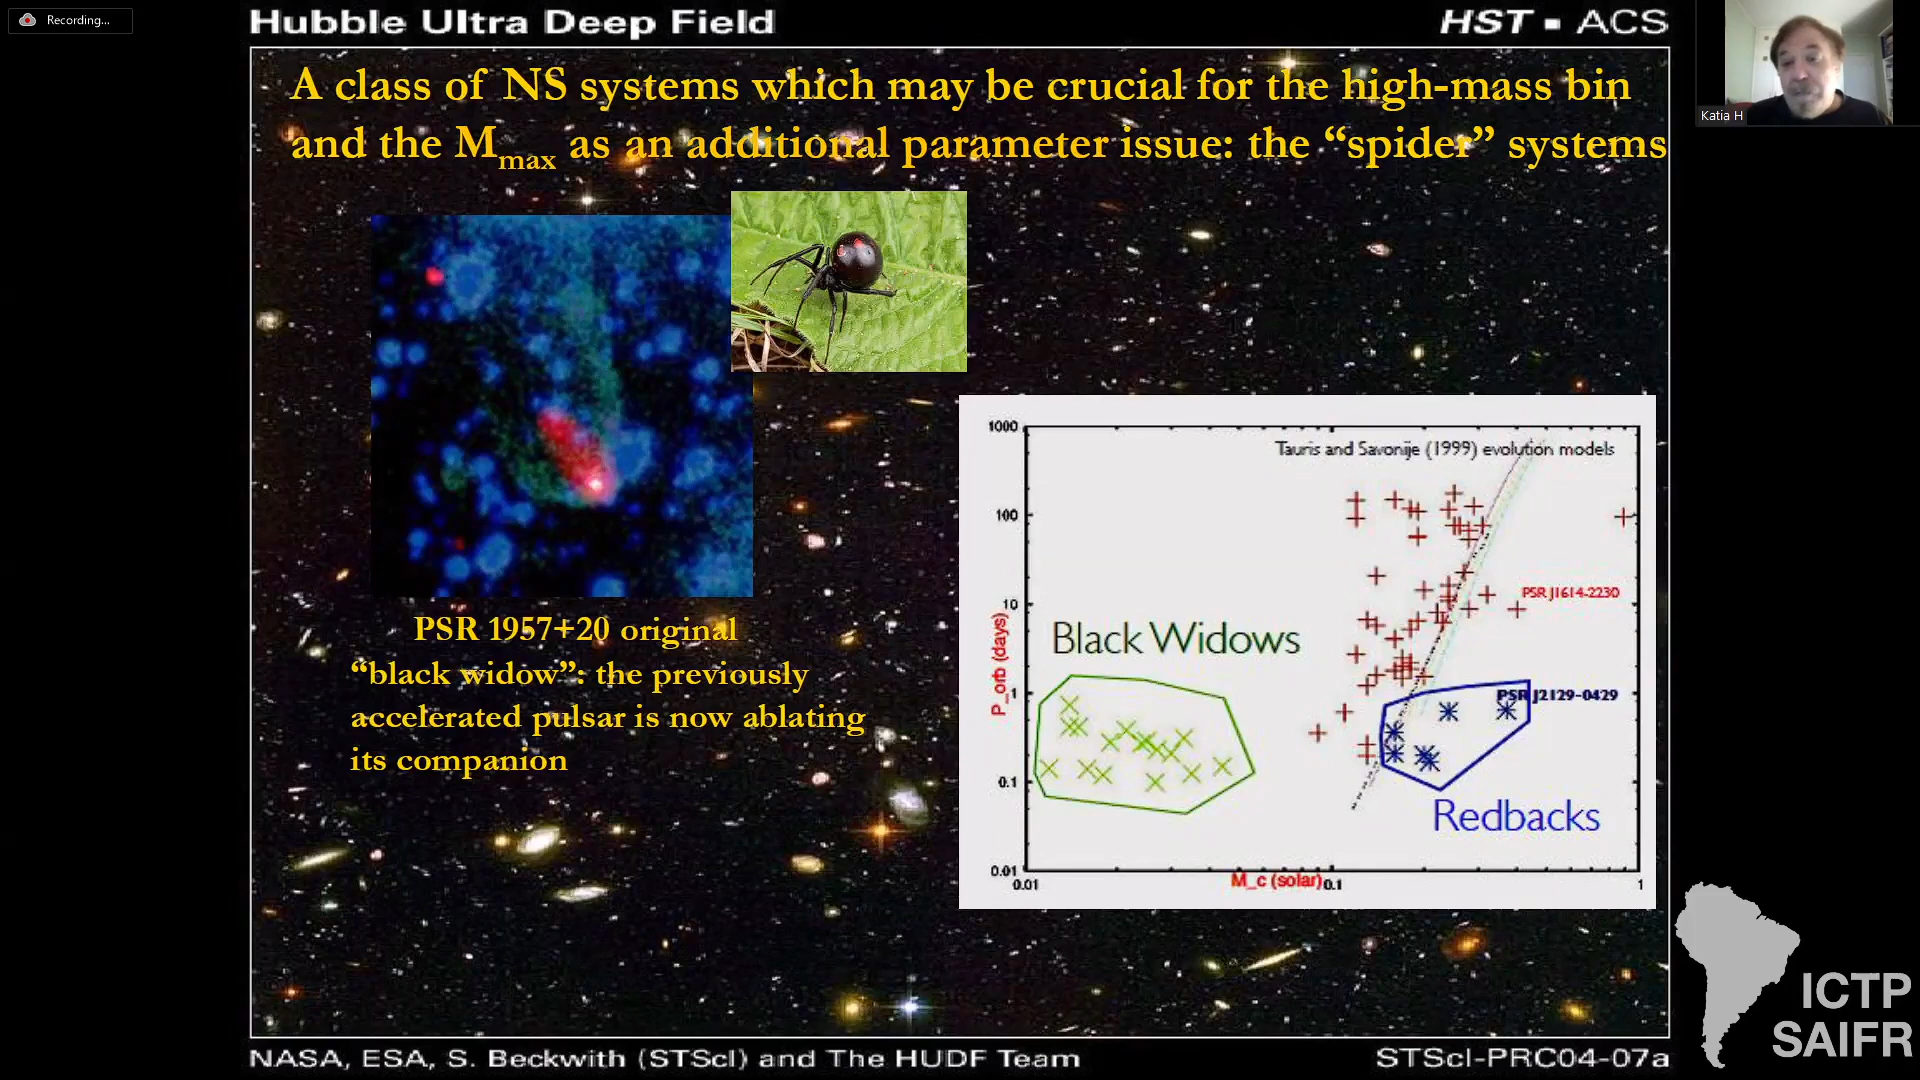 Recording...
Hubble Ultra Deep Field
HST ▪ ACS
Katia H
A class of NS systems which may be crucial for the high-mass bin
and the Mmax as an additional parameter issue: the “spider” systems
PSR 1957+20 original
“black widow”: the previously
accelerated pulsar is now ablating
its companion
1000
Tauris and Savonije (1999) evolution models
100
PSR J1614-2230
10
Black Widows
P_orb (days)
1
PSR J2129-0429
0.1
Redbacks
0.01
0.01
M_c (solar)
0.1
1
ICTP
SAIFR
NASA, ESA, S. Beckwith (STScI) and The HUDF Team
STScI-PRC04-07a